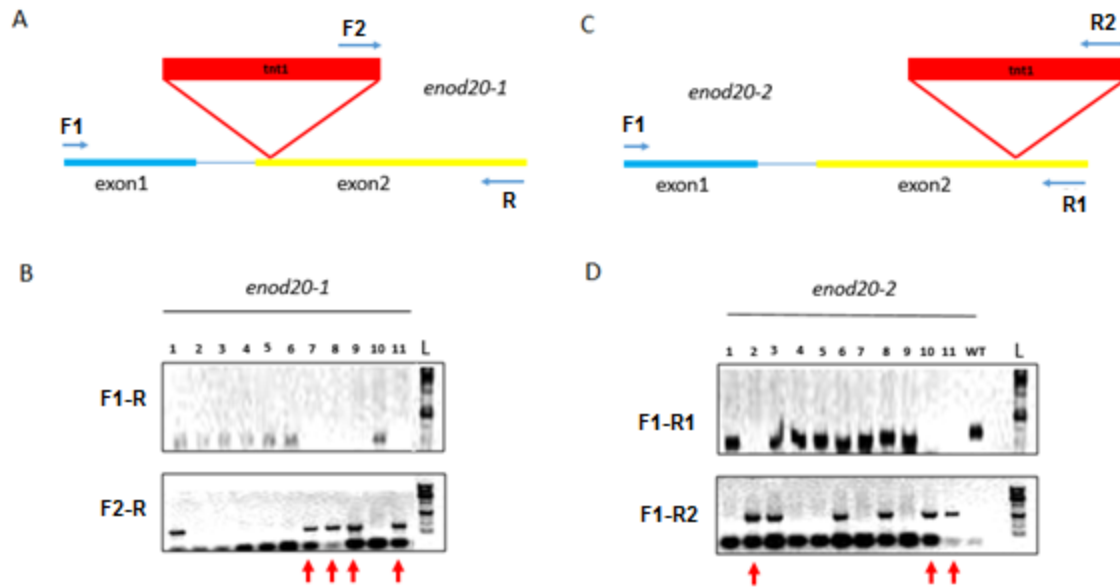 A
F2
tnt1
enod20-1
F1
exon1
exon2
R
C
R2
tnt1
enod20-2
F1
exon1
exon2
R1
B
enod20-1
1 2 3 4 5 6 7 8 9 10 11 L
F1-R
F2-R
D
enod20-2
1 2 3 4 5 6 7 8 9 10 11 WT L
F1-R1
F1-R2